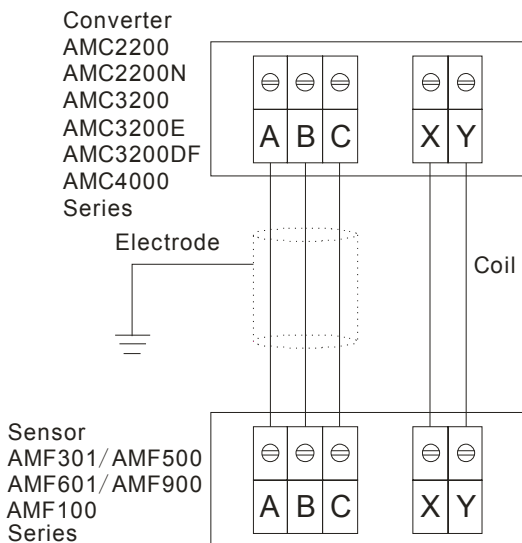 Converter
AMC2200
AMC2200N
AMC3200
AMC3200E
AMC3200DF
AMC4000
Series
A B C X Y
Electrode
Coil
Sensor
AMF301/AMF500
AMF601/AMF900
AMF100
Series
A B C X Y